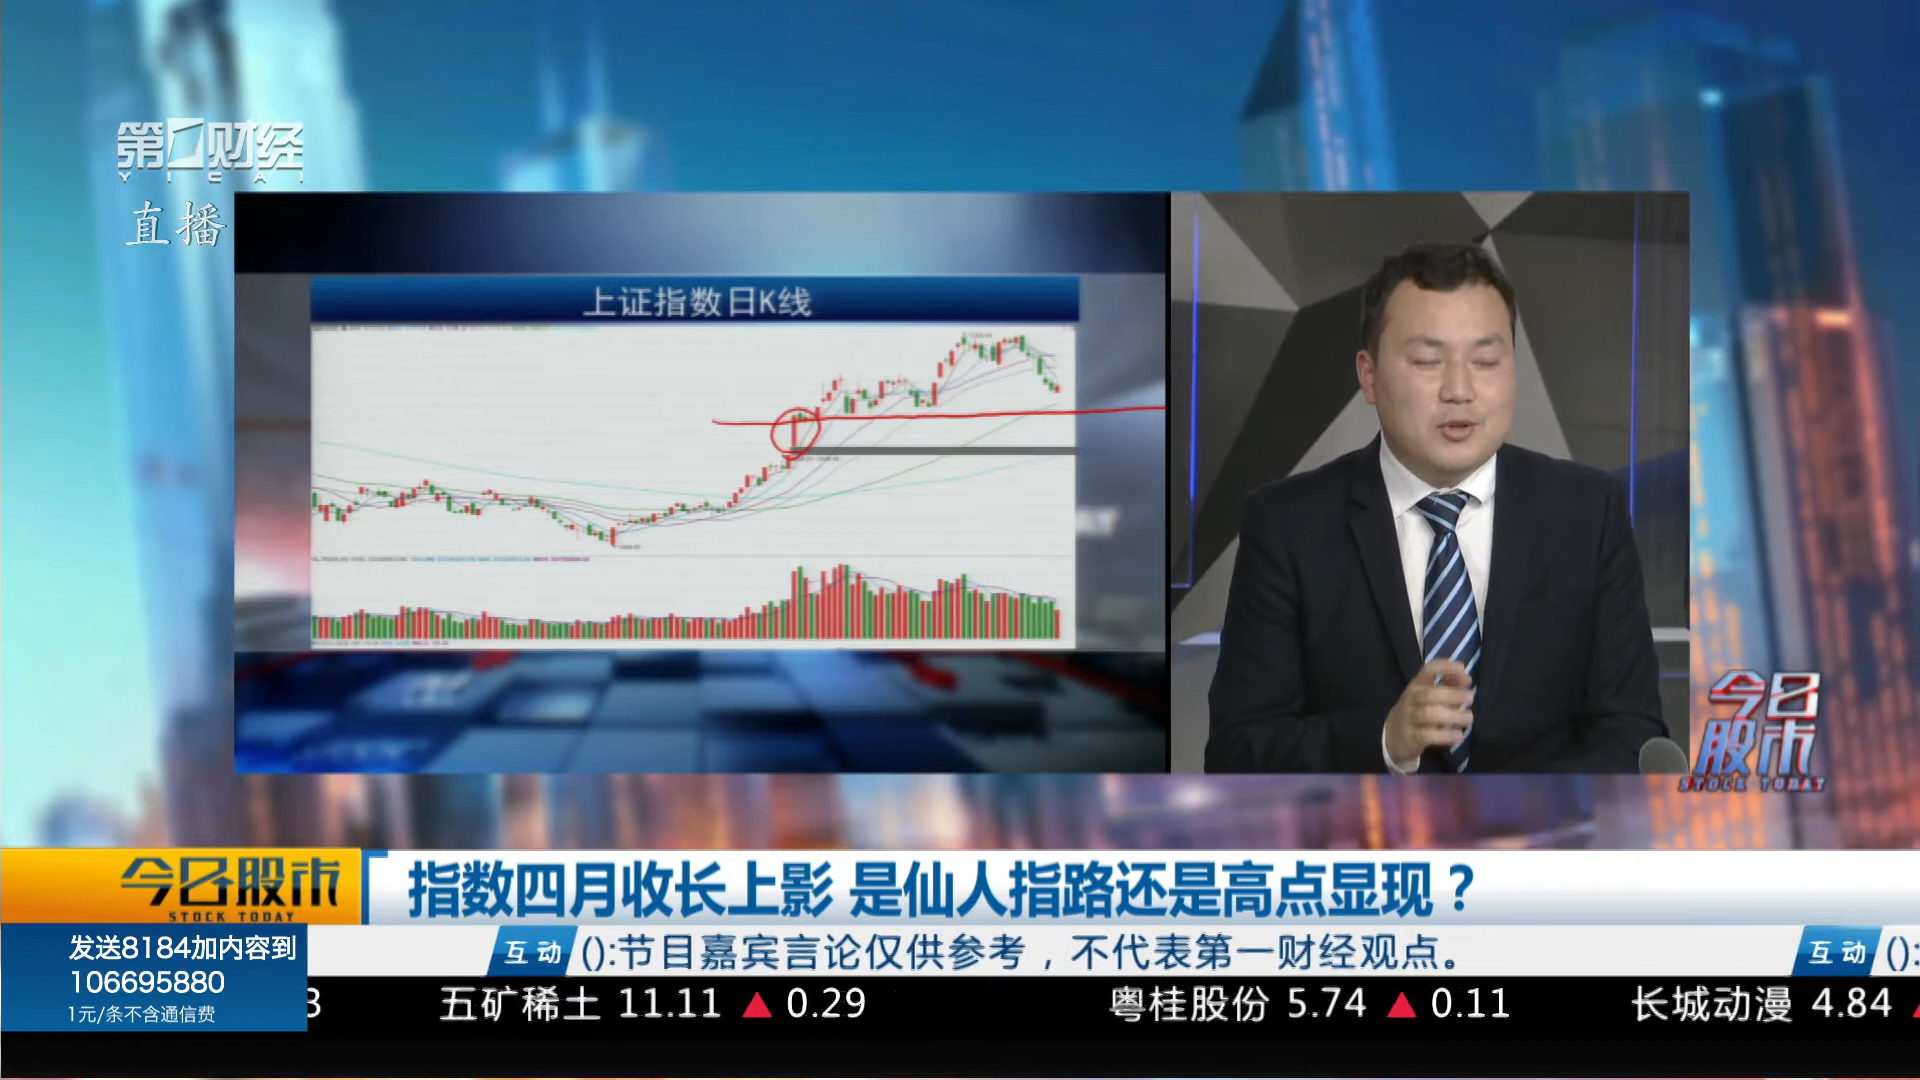 第一财经
YICAI
直播
上证指数日K线
今日
股市
STOCK TODAY
今日股市
STOCK TODAY
指数四月收长上影 是仙人指路还是高点显现？
发送8184加内容到
106695880
1元/条不含通信费
互动 ():节目嘉宾言论仅供参考，不代表第一财经观点。 互动 ():
3 五矿稀土 11.11 ▲ 0.29 粤桂股份 5.74 ▲ 0.11 长城动漫 4.84